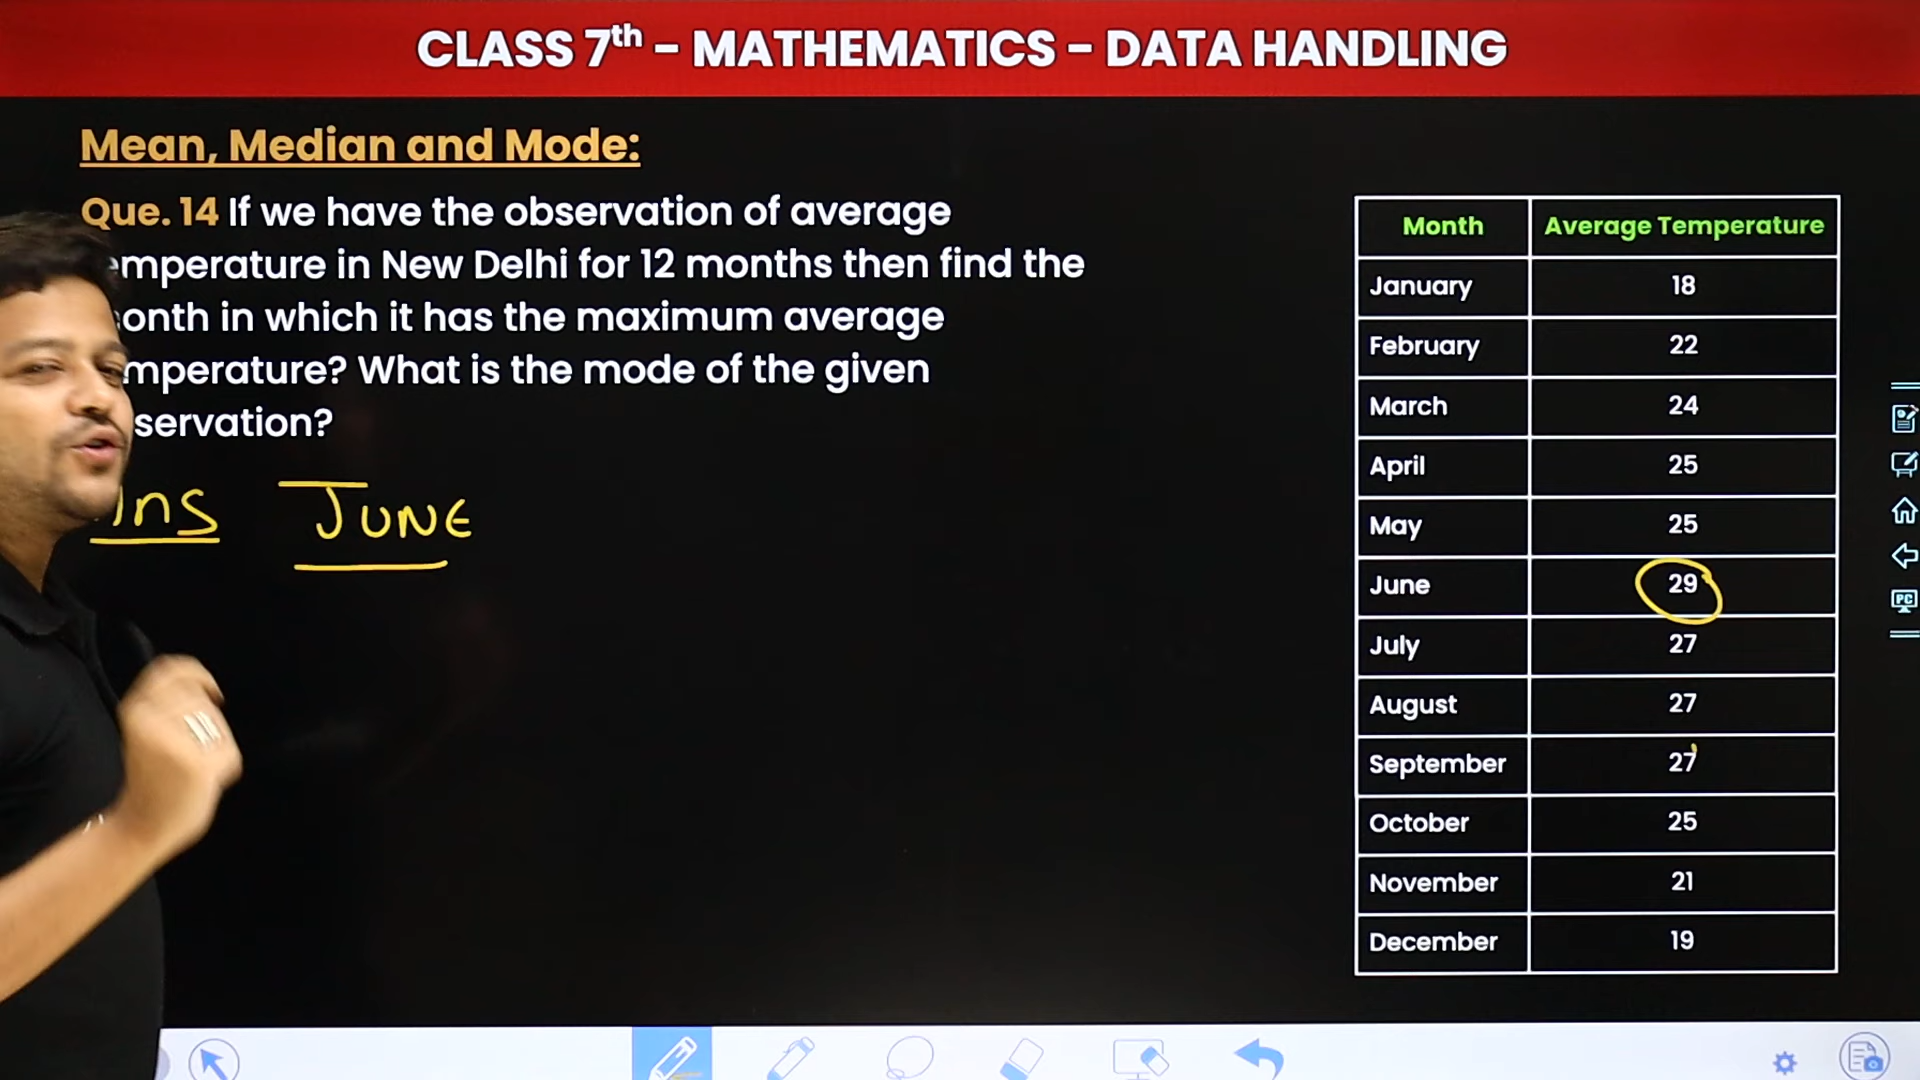 CLASS 7th - MATHEMATICS - DATA HANDLING
Mean, Median and Mode:
Que. 14 If we have the observation of average
emperature in New Delhi for 12 months then find the
onth in which it has the maximum average
mperature? What is the mode of the given
servation?
Ans JUNE
Month Average Temperature
January 18
February 22
March 24
April 25
May 25
June 29
July 27
August 27
September 27
October 25
November 21
December 19
PC